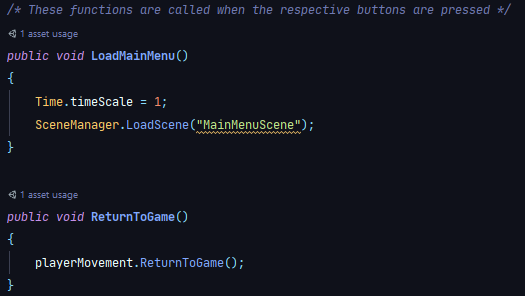 /* These functions are called when the respective buttons are pressed */
1 asset usage
public void LoadMainMenu()
{
    Time.timeScale = 1;
    SceneManager.LoadScene("MainMenuScene");
}
1 asset usage
public void ReturnToGame()
{
    playerMovement.ReturnToGame();
}